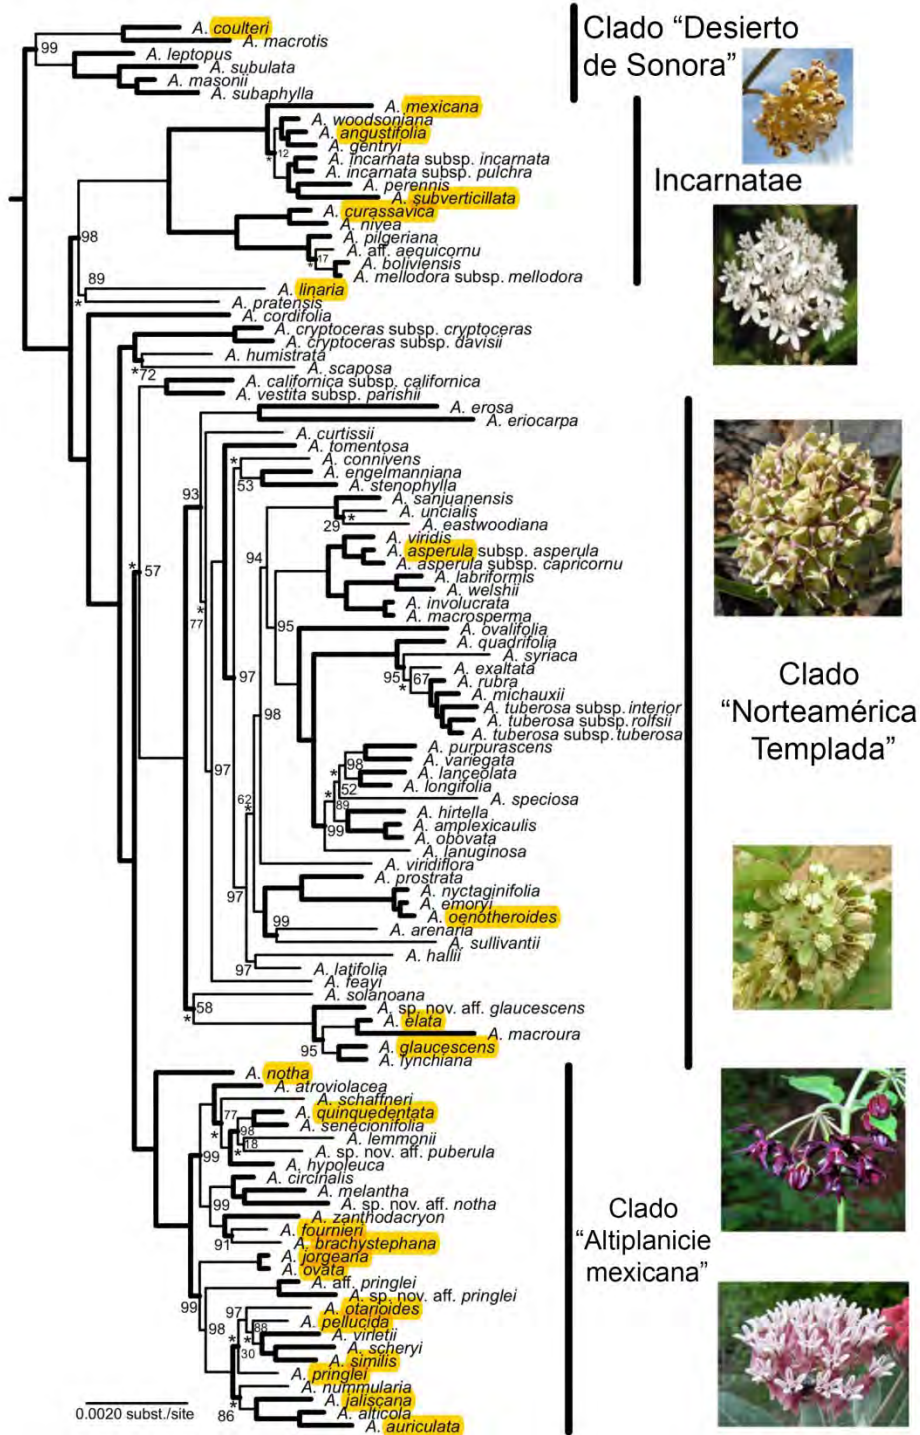 A. coulteri
A. macrotis
A. leptopus
A. subulata
A. masonii
A. subaphylla
99
Clado “Desierto
de Sonora”
A. mexicana
A. woodsoniana
A. angustifolia
A. gentryi
A. incarnata subsp. incarnata
A. incarnata subsp. pulchra
A. perennis
A. subverticillata
A. curassavica
A. nivea
A. pilgeriana
A. aff. aequicornu
A. boliviensis
A. mellodora subsp. mellodora
* 12
* 17
Incarnatae
98
89
*
A. linaria
A. pratensis
A. cordifolia
A. cryptoceras subsp. cryptoceras
A. cryptoceras subsp. davisii
A. humistrata
A. scaposa
*72
A. californica subsp. californica
A. vestita subsp. parishii
A. erosa
A. eriocarpa
A. curtissii
A. tomentosa
A. connivens
A. engelmanniana
A. stenophylla
93
*
53
A. sanjuanensis
A. uncialis
A. eastwoodiana
29 *
A. viridis
A. asperula subsp. asperula
A. asperula subsp. capricornu
A. labriformis
A. welshii
A. involucrata
A. macrosperma
94
* 57
77
95
A. ovalifolia
A. quadrifolia
A. syriaca
A. exaltata
A. rubra
A. michauxii
A. tuberosa subsp. interior
A. tuberosa subsp. rolfsii
A. tuberosa subsp. tuberosa
95 67
*
97
98
Clado
“Norteamérica
Templada”
A. purpurascens
A. variegata
A. lanceolata
A. longifolia
A. speciosa
A. hirtella
A. amplexicaulis
A. obovata
A. lanuginosa
98
*
52
*
89
99
97
62
*
A. viridiflora
A. prostrata
A. nyctaginifolia
A. emoryi
A. oenotheroides
A. arenaria
A. sullivantii
A. hallii
A. latifolia
A. feayi
97
99
97
A. solanoana
A. sp. nov. aff. glaucescens
A. elata
A. macroura
A. glaucescens
A. lynchiana
58
*
95
A. notha
A. atroviolacea
A. schaffneri
A. quinquedentata
A. senecionifolia
A. lemmonii
A. sp. nov. aff. puberula
A. hypoleuca
77
*
98
* 18
99
A. circinalis
A. melantha
A. sp. nov. aff. notha
A. zanthodacryon
A. fournieri
A. brachystephana
99
91
Clado
“Altiplanicie
mexicana”
A. jorgeana
A. ovata
A. aff. pringlei
A. sp. nov. aff. pringlei
A. otarioides
A. pellucida
A. virletii
A. scheryi
A. similis
A. pringlei
A. nummularia
A. jaliscana
A. alticola
A. auriculata
99
98
97
88
*
*
30
*
86
0.0020 subst./site